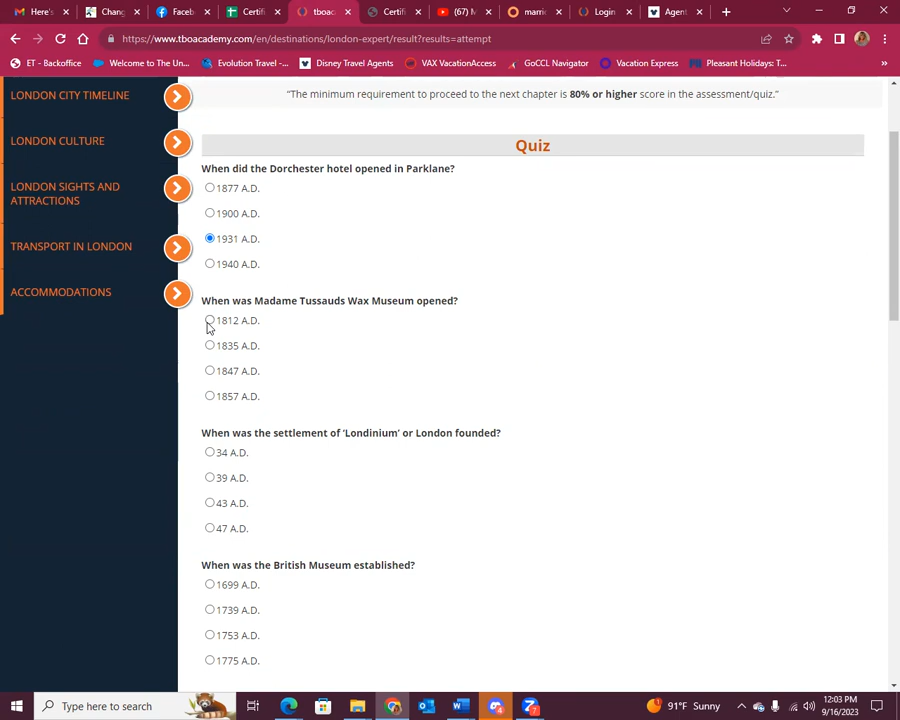 Here's
Faceb
Certifi
tboac
Certifi
(67) M
marri
Login
Agent
https://www.tboacademy.com/en/destinations/london-expert/result?results=attempt
ET - Backoffice
Welcome to The Un...
Evolution Travel -...
Disney Travel Agents
VAX VacationAccess
GoCCL Navigator
Vacation Express
Pleasant Holidays: T...
»
LONDON CITY TIMELINE
LONDON CULTURE
LONDON SIGHTS AND
ATTRACTIONS
TRANSPORT IN LONDON
ACCOMMODATIONS
“The minimum requirement to proceed to the next chapter is 80% or higher score in the assessment/quiz.”
Quiz
When did the Dorchester hotel opened in Parklane?
1877 A.D.
1900 A.D.
1931 A.D.
1940 A.D.
When was Madame Tussauds Wax Museum opened?
1812 A.D.
1835 A.D.
1847 A.D.
1857 A.D.
When was the settlement of ‘Londinium’ or London founded?
34 A.D.
39 A.D.
43 A.D.
47 A.D.
When was the British Museum established?
1699 A.D.
1739 A.D.
1753 A.D.
1775 A.D.
Type here to search
91°F Sunny
12:03 PM
9/16/2023